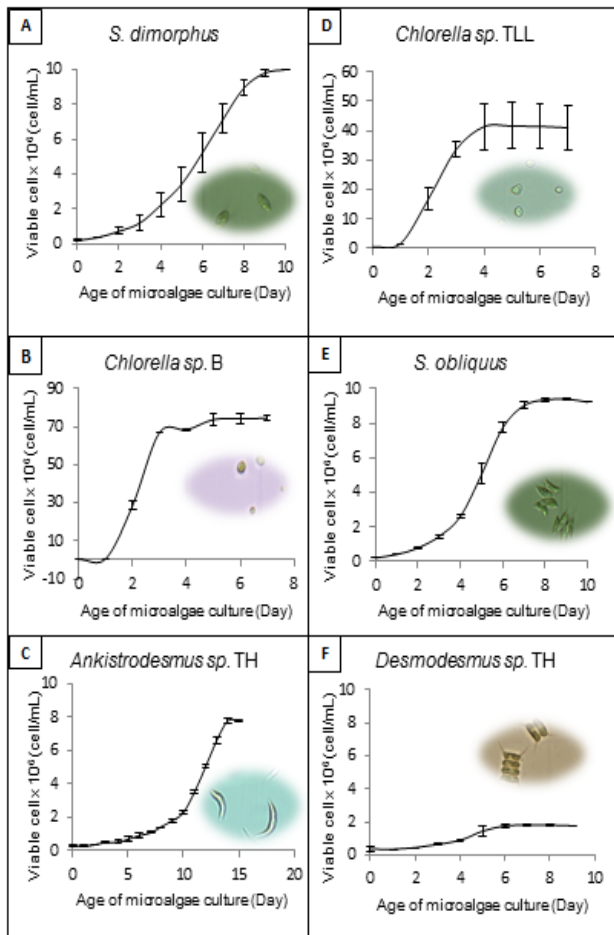 A
S. dimorphus
Viable cell x 10⁶ (cell/mL)
10
8
6
4
2
0
0 2 4 6 8 10
Age of microalgae culture (Day)
D
Chlorella sp. TLL
Viable cell x 10⁶ (cell/mL)
60
50
40
30
20
10
0
0 2 4 6 8
Age of microalgae culture (Day)
B
Chlorella sp. B
Viable cell x 10⁶ (cell/mL)
90
70
50
30
10
-10
0 2 4 6 8
Age of microalgae culture (Day)
E
S. obliquus
Viable cell x 10⁶ (cell/mL)
10
8
6
4
2
0
0 2 4 6 8 10
Age of microalgae culture (Day)
C
Ankistrodesmus sp. TH
Viable cell x 10⁶ (cell/mL)
10
8
6
4
2
0
0 5 10 15 20
Age of microalgae culture (Day)
F
Desmodesmus sp. TH
Viable cell x 10⁶ (cell/mL)
10
8
6
4
2
0
0 2 4 6 8 10
Age of microalgae culture (Day)